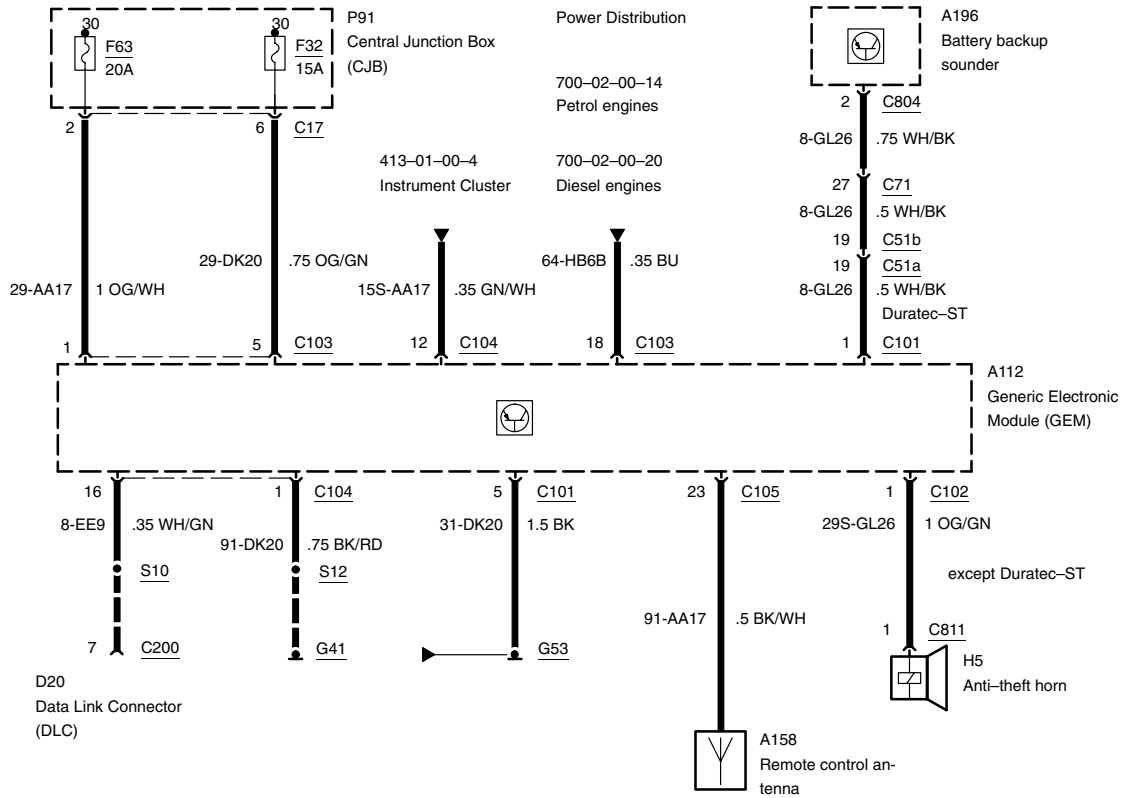 30
30
F63
20A
F32
15A
P91
Central Junction Box
(CJB)
Power Distribution
700–02–00–14
Petrol engines
700–02–00–20
Diesel engines
413–01–00–4
Instrument Cluster
A196
Battery backup
sounder
2
6
C17
2
C804
8-GL26
.75 WH/BK
27
C71
8-GL26
.5 WH/BK
19
C51b
19
C51a
8-GL26
.5 WH/BK
Duratec–ST
29-DK20
.75 OG/GN
64-HB6B
.35 BU
29-AA17
1 OG/WH
15S-AA17
.35 GN/WH
1
5
C103
12
C104
18
C103
1
C101
A112
Generic Electronic
Module (GEM)
16
1
C104
5
C101
23
C105
1
C102
8-EE9
.35 WH/GN
91-DK20
.75 BK/RD
31-DK20
1.5 BK
29S-GL26
1 OG/GN
S10
S12
except Duratec–ST
91-AA17
.5 BK/WH
7
C200
G41
G53
1
C811
H5
Anti–theft horn
D20
Data Link Connector
(DLC)
A158
Remote control an-
tenna